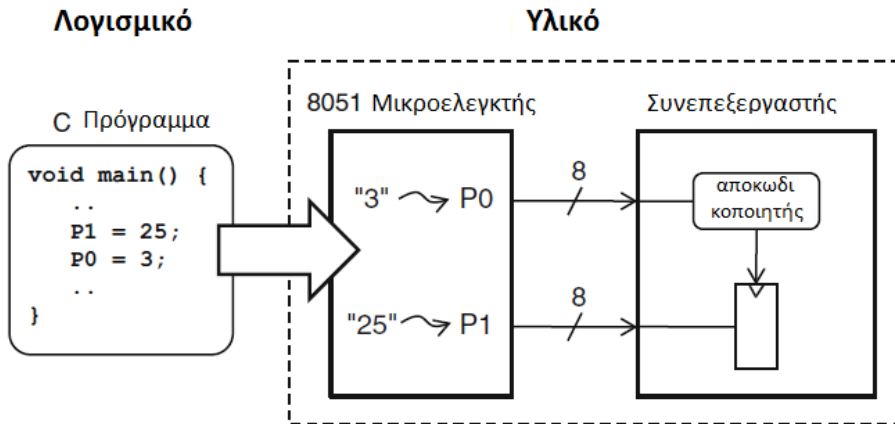 Λογισμικό
Υλικό
C Πρόγραμμα
void main() {
..
P1 = 25;
P0 = 3;
..
}
8051 Μικροελεγκτής
"3" P0
"25" P1
8
8
Συνεπεξεργαστής
αποκωδι
κοποιητής